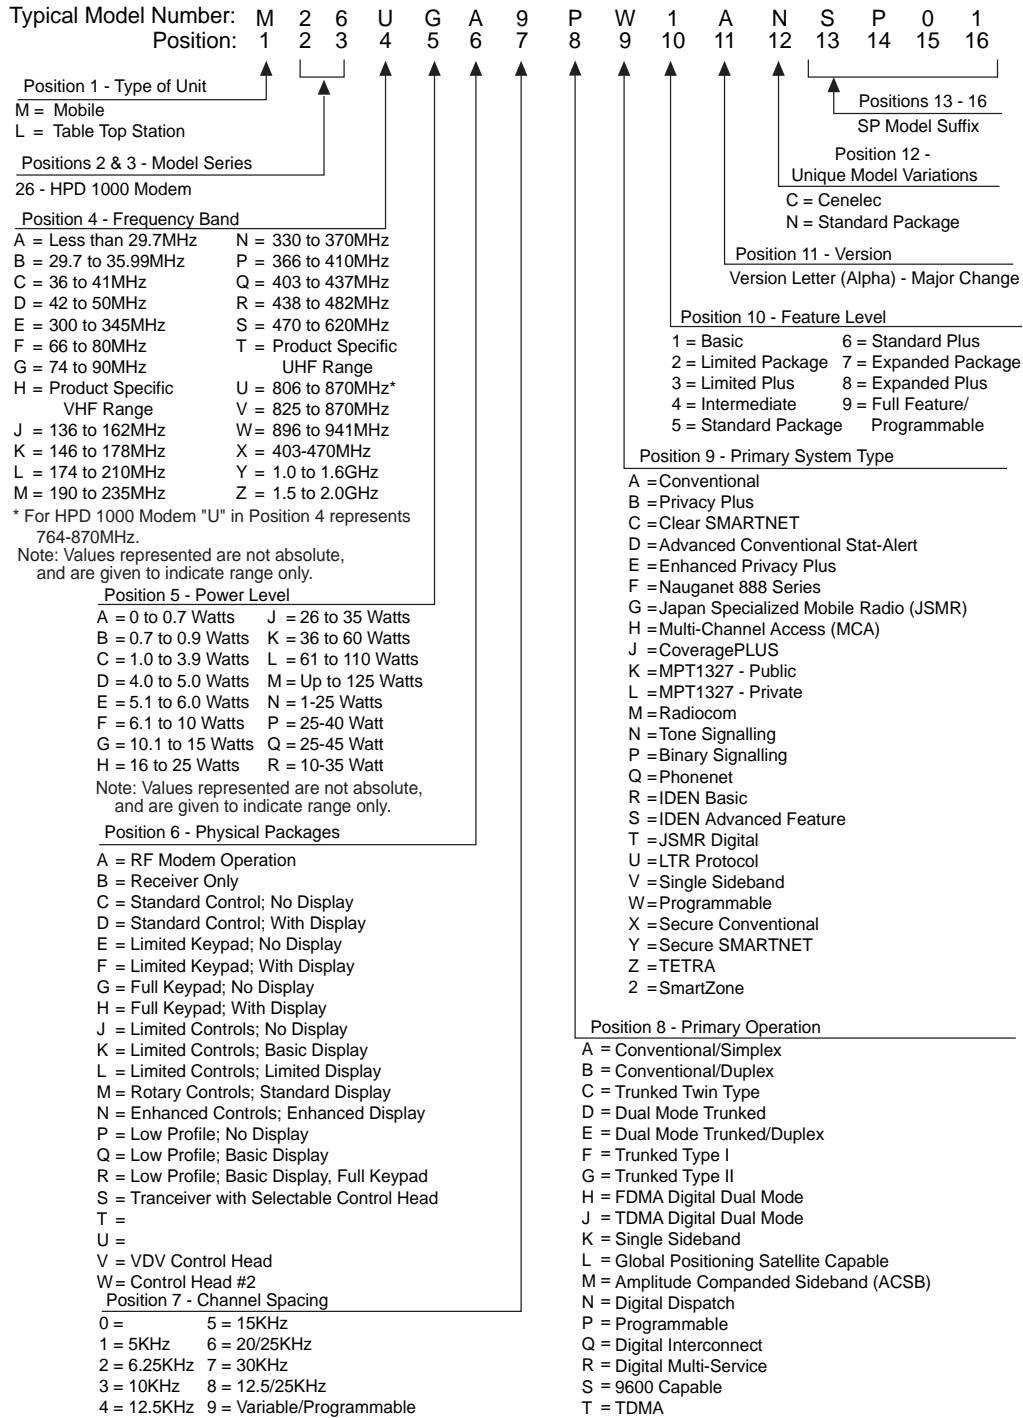 Typical Model Number: M 2 6 U G A 9 P W 1 A N S P 0 1
Position: 1 2 3 4 5 6 7 8 9 10 11 12 13 14 15 16
Position 1 - Type of Unit
M = Mobile
L = Table Top Station
Positions 2 & 3 - Model Series
26 - HPD 1000 Modem
Position 4 - Frequency Band
A = Less than 29.7MHz
B = 29.7 to 35.99MHz
C = 36 to 41MHz
D = 42 to 50MHz
E = 300 to 345MHz
F = 66 to 80MHz
G = 74 to 90MHz
H = Product Specific
VHF Range
J = 136 to 162MHz
K = 146 to 178MHz
L = 174 to 210MHz
M = 190 to 235MHz
N = 330 to 370MHz
P = 366 to 410MHz
Q = 403 to 437MHz
R = 438 to 482MHz
S = 470 to 620MHz
T = Product Specific
UHF Range
U = 806 to 870MHz*
V = 825 to 870MHz
W = 896 to 941MHz
X = 403-470MHz
Y = 1.0 to 1.6GHz
Z = 1.5 to 2.0GHz
* For HPD 1000 Modem "U" in Position 4 represents
764-870MHz.
Note: Values represented are not absolute,
and are given to indicate range only.
Position 5 - Power Level
A = 0 to 0.7 Watts
B = 0.7 to 0.9 Watts
C = 1.0 to 3.9 Watts
D = 4.0 to 5.0 Watts
E = 5.1 to 6.0 Watts
F = 6.1 to 10 Watts
G = 10.1 to 15 Watts
H = 16 to 25 Watts
J = 26 to 35 Watts
K = 36 to 60 Watts
L = 61 to 110 Watts
M = Up to 125 Watts
N = 1-25 Watts
P = 25-40 Watt
Q = 25-45 Watt
R = 10-35 Watt
Note: Values represented are not absolute,
and are given to indicate range only.
Position 6 - Physical Packages
A = RF Modem Operation
B = Receiver Only
C = Standard Control; No Display
D = Standard Control; With Display
E = Limited Keypad; No Display
F = Limited Keypad; With Display
G = Full Keypad; No Display
H = Full Keypad; With Display
J = Limited Controls; No Display
K = Limited Controls; Basic Display
L = Limited Controls; Limited Display
M = Rotary Controls; Standard Display
N = Enhanced Controls; Enhanced Display
P = Low Profile; No Display
Q = Low Profile; Basic Display
R = Low Profile; Basic Display, Full Keypad
S = Tranceiver with Selectable Control Head
T =
U =
V = VDV Control Head
W = Control Head #2
Position 7 - Channel Spacing
0 =
1 = 5KHz
2 = 6.25KHz
3 = 10KHz
4 = 12.5KHz
5 = 15KHz
6 = 20/25KHz
7 = 30KHz
8 = 12.5/25KHz
9 = Variable/Programmable
Positions 13 - 16
SP Model Suffix
Position 12 -
Unique Model Variations
C = Cenelec
N = Standard Package
Position 11 - Version
Version Letter (Alpha) - Major Change
Position 10 - Feature Level
1 = Basic
2 = Limited Package
3 = Limited Plus
4 = Intermediate
5 = Standard Package
6 = Standard Plus
7 = Expanded Package
8 = Expanded Plus
9 = Full Feature/
Programmable
Position 9 - Primary System Type
A =Conventional
B =Privacy Plus
C =Clear SMARTNET
D =Advanced Conventional Stat-Alert
E =Enhanced Privacy Plus
F =Nauganet 888 Series
G =Japan Specialized Mobile Radio (JSMR)
H =Multi-Channel Access (MCA)
J =CoveragePLUS
K =MPT1327 - Public
L =MPT1327 - Private
M =Radiocom
N =Tone Signalling
P =Binary Signalling
Q =Phonenet
R =IDEN Basic
S =IDEN Advanced Feature
T =JSMR Digital
U =LTR Protocol
V =Single Sideband
W =Programmable
X =Secure Conventional
Y =Secure SMARTNET
Z =TETRA
2 =SmartZone
Position 8 - Primary Operation
A = Conventional/Simplex
B = Conventional/Duplex
C = Trunked Twin Type
D = Dual Mode Trunked
E = Dual Mode Trunked/Duplex
F = Trunked Type I
G = Trunked Type II
H = FDMA Digital Dual Mode
J = TDMA Digital Dual Mode
K = Single Sideband
L = Global Positioning Satellite Capable
M = Amplitude Companded Sideband (ACSB)
N = Digital Dispatch
P = Programmable
Q = Digital Interconnect
R = Digital Multi-Service
S = 9600 Capable
T = TDMA